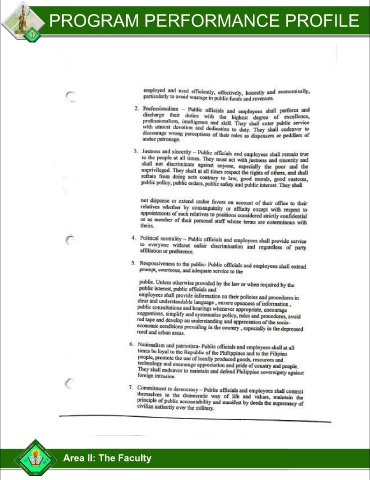 PROGRAM PERFORMANCE PROFILE
employed and used efficiently, effectively, honestly and economically,
particularly to avoid wastage in public funds and revenues.
2. Professionalism – Public officials and employees shall perform and
discharge their duties with the highest degree of excellence,
professionalism, intelligence and skill. They shall enter public service
with utmost devotion and dedication to duty. They shall endeavor to
discourage wrong perceptions of their roles as dispensers or peddlers of
undue patronage.
3. Justness and sincerity – Public officials and employees shall remain true
to the people at all times. They must act with justness and sincerity and
shall not discriminate against anyone, especially the poor and the
unprivileged. They shall at all times respect the rights of others, and shall
refrain from doing acts contrary to law, good morals, good customs,
public policy, public orders, public safety and public interest. They shall
not dispense or extend under favors on account of their office to their
relatives whether by consanguinity or affinity except with respect to
appointments of such relatives to positions considered strictly confidential
or as member of their personal staff whose terms are coterminous with
theirs.
4. Political neutrality – Public officials and employees shall provide service
to everyone without unfair discrimination and regardless of party
affiliation or preference.
5. Responsiveness to the public- Public officials and employees shall extend
prompt, courteous, and adequate service to the
public. Unless otherwise provided by the law or when required by the
public interest, public officials and
employees shall provide information on their policies and procedures in
clear and understandable language , ensure openness of information ,
public consultations and hearings whenever appropriate, encourage
suggestions, simplify and systematize policy, rules and procedures, avoid
red tape and develop an understanding and appreciation of the socio-
economic conditions prevailing in the country , especially in the depressed
rural and urban areas.
6. Nationalism and patriotism- Public officials and employees shall at all
times be loyal to the Republic of the Philippines and to the Filipino
people, promote the use of locally produced goods, resources and
technology and encourage appreciation and pride of country and people.
They shall endeavor to maintain and defend Philippine sovereignty against
foreign intrusion.
7. Commitment to democracy – Public officials and employees shall commit
themselves to the democratic way of life and values, maintain the
principle of public accountability and manifest by deeds the supremacy of
civilian authority over the military.
Area II: The Faculty